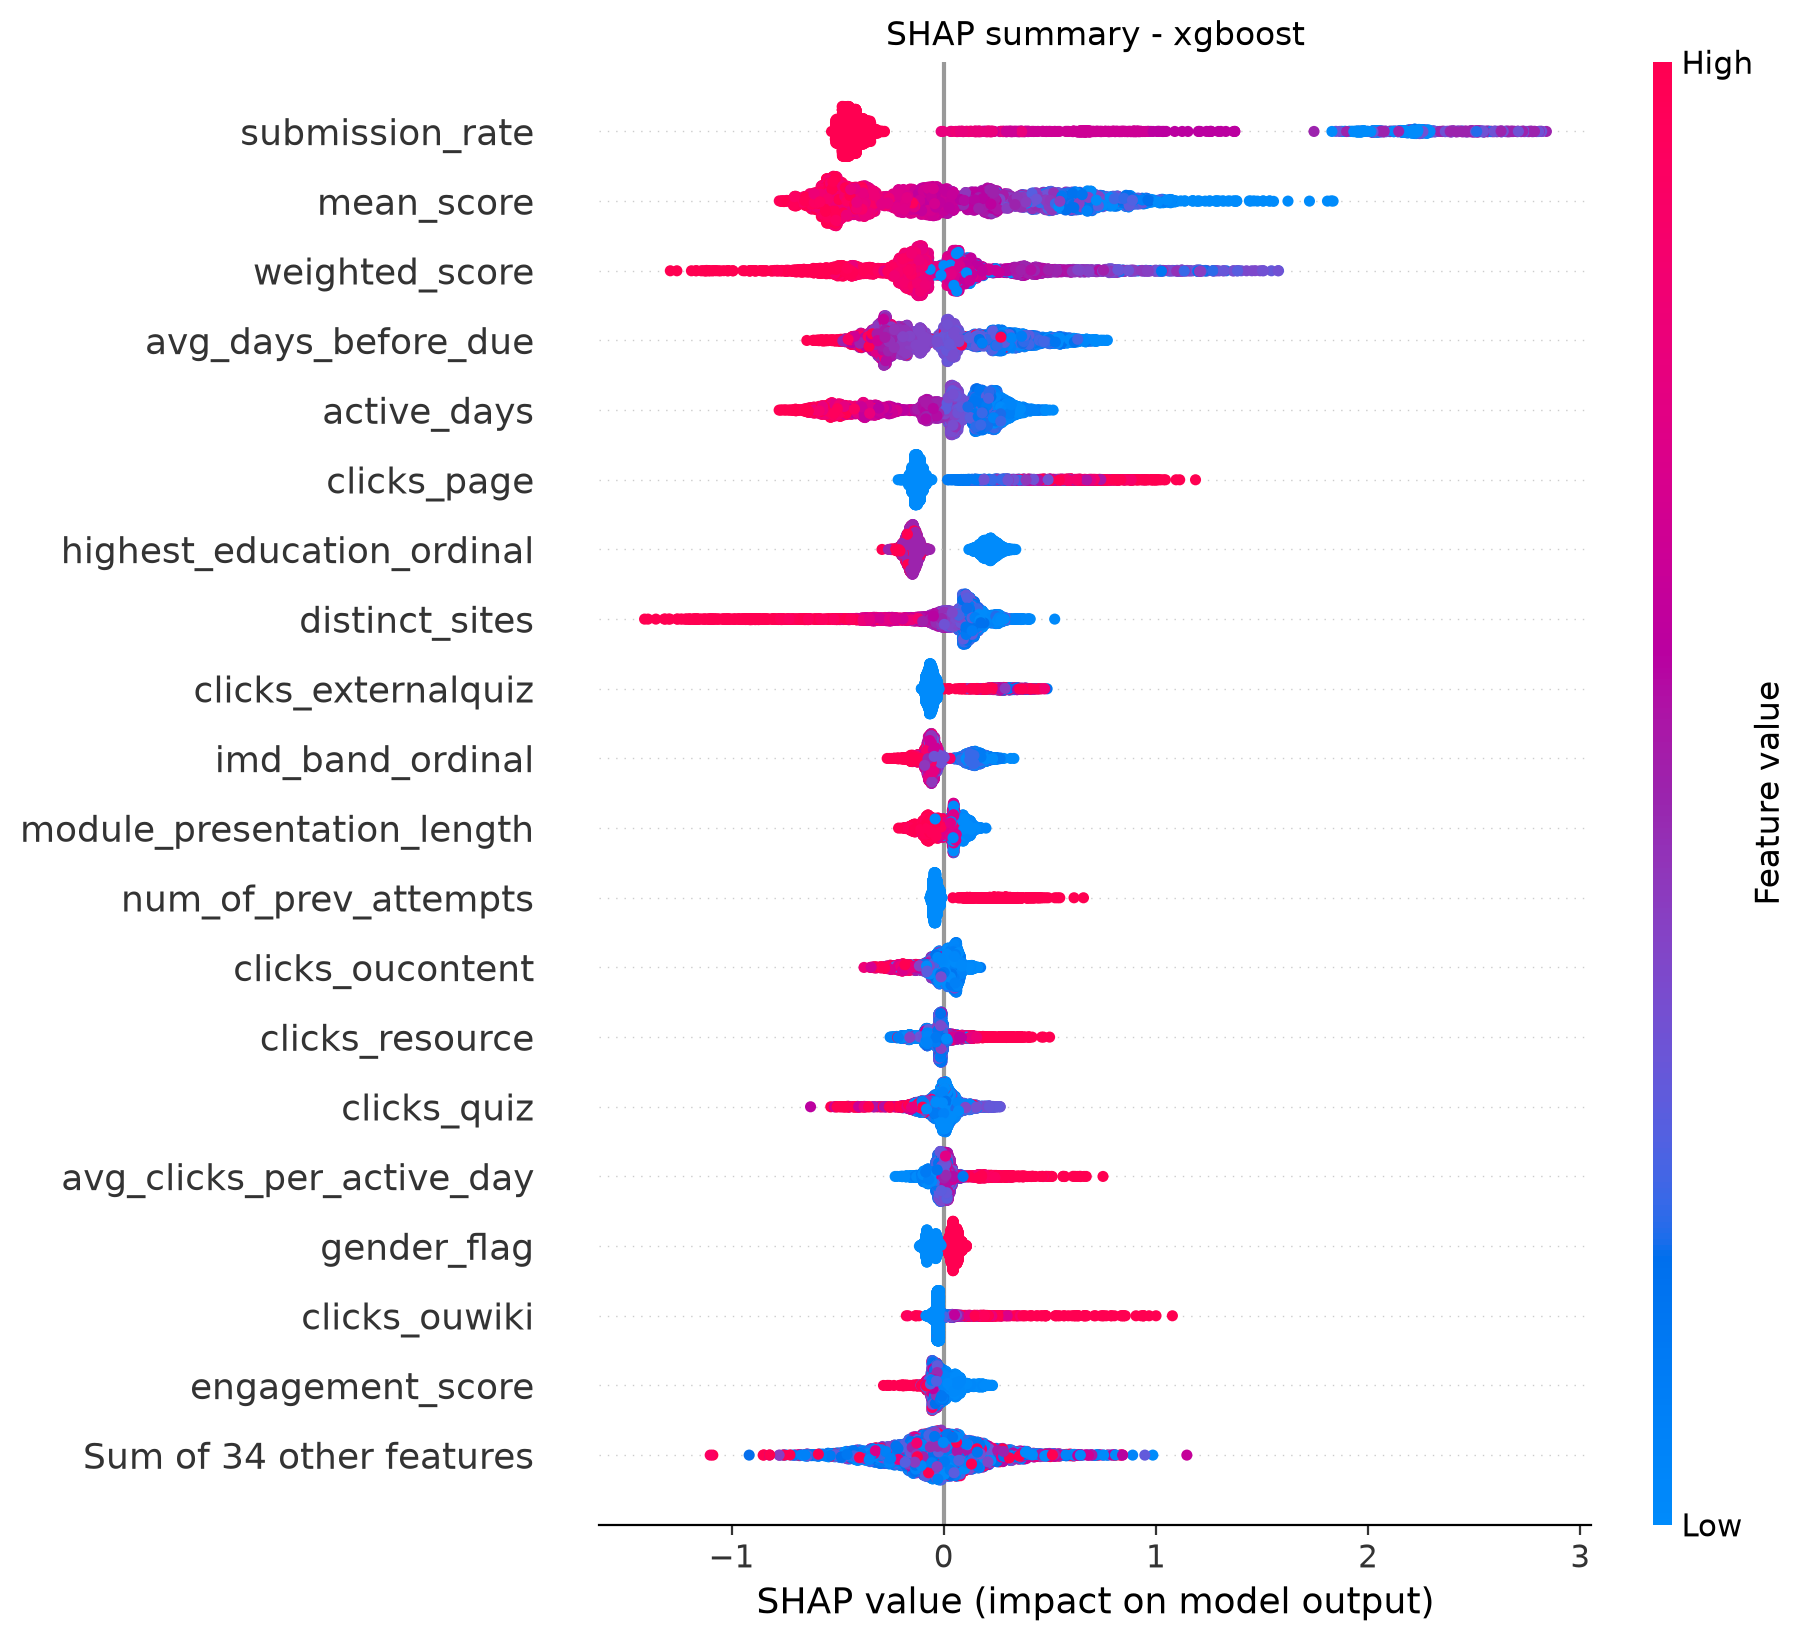 SHAP summary - xgboost
High
submission_rate
mean_score
weighted_score
avg_days_before_due
active_days
clicks_page
highest_education_ordinal
distinct_sites
clicks_externalquiz
imd_band_ordinal
module_presentation_length
num_of_prev_attempts
clicks_oucontent
clicks_resource
clicks_quiz
avg_clicks_per_active_day
gender_flag
clicks_ouwiki
engagement_score
Sum of 34 other features
Feature value
Low
−1 0 1 2 3
SHAP value (impact on model output)